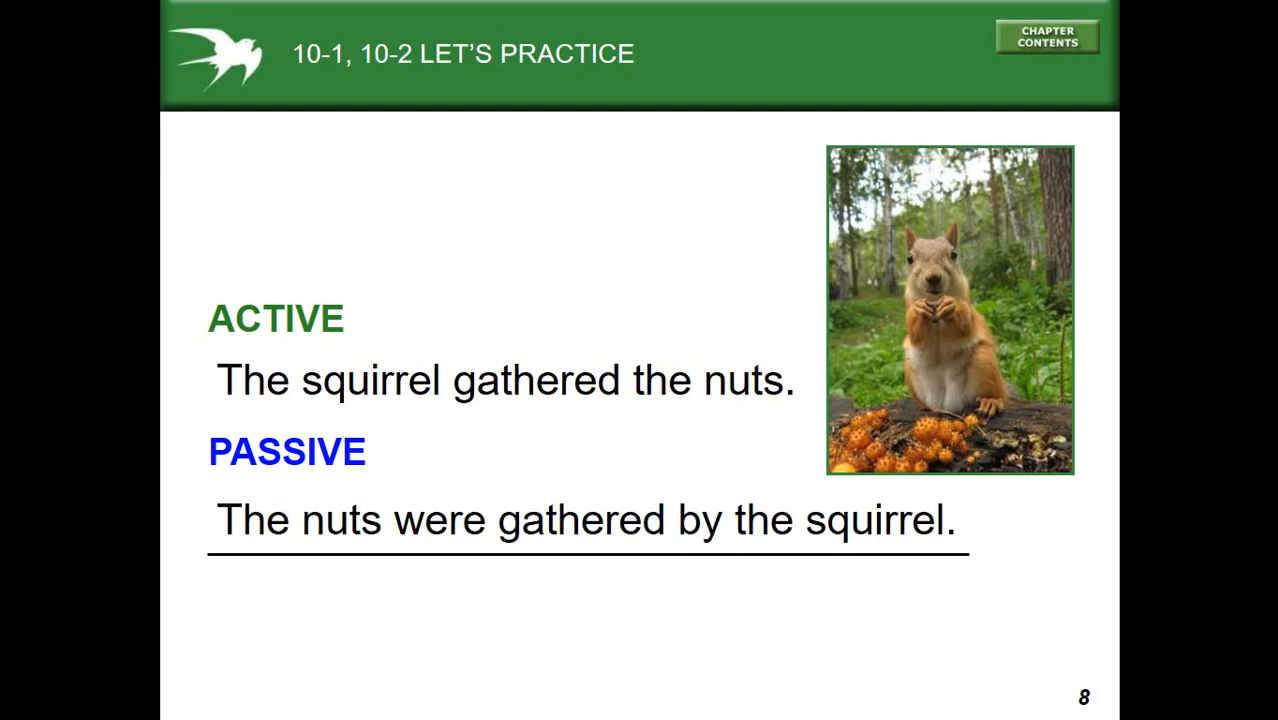 10-1, 10-2 LET’S PRACTICE
CHAPTER
CONTENTS
ACTIVE
The squirrel gathered the nuts.
PASSIVE
The nuts were gathered by the squirrel.
8